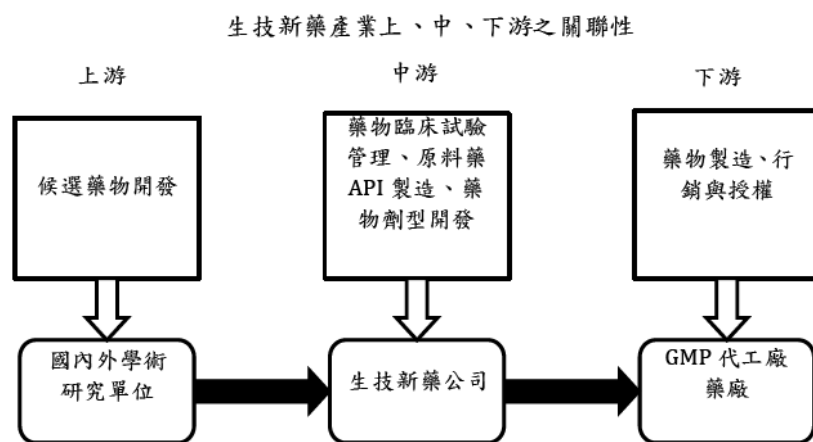 生技新藥產業上、中、下游之關聯性
上游
中游
下游
候選藥物開發
藥物臨床試驗
管理、原料藥
API 製造、藥
物劑型開發
藥物製造、行
銷與授權
國內外學術
研究單位
生技新藥公司
GMP 代工廠
藥廠